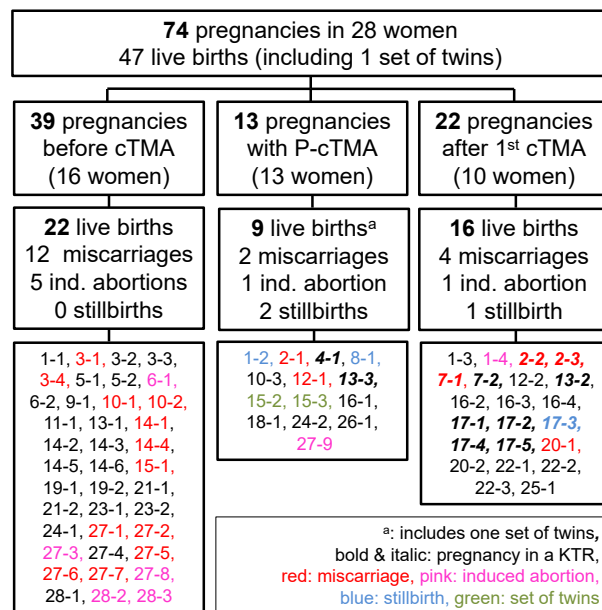 74 pregnancies in 28 women
47 live births (including 1 set of twins)
39 pregnancies
before cTMA
(16 women)
13 pregnancies
with P-cTMA
(13 women)
22 pregnancies
after 1st cTMA
(10 women)
22 live births
12 miscarriages
5 ind. abortions
0 stillbirths
9 live birthsa
2 miscarriages
1 ind. abortion
2 stillbirths
16 live births
4 miscarriages
1 ind. abortion
1 stillbirth
1-1, 3-1, 3-2, 3-3,
3-4, 5-1, 5-2, 6-1,
6-2, 9-1, 10-1, 10-2,
11-1, 13-1, 14-1,
14-2, 14-3, 14-4,
14-5, 14-6, 15-1,
19-1, 19-2, 21-1,
21-2, 23-1, 23-2,
24-1, 27-1, 27-2,
27-3, 27-4, 27-5,
27-6, 27-7, 27-8,
28-1, 28-2, 28-3
1-2, 2-1, 4-1, 8-1,
10-3, 12-1, 13-3,
15-2, 15-3, 16-1,
18-1, 24-2, 26-1,
27-9
1-3, 1-4, 2-2, 2-3,
7-1, 7-2, 12-2, 13-2,
16-2, 16-3, 16-4,
17-1, 17-2, 17-3,
17-4, 17-5, 20-1,
20-2, 22-1, 22-2,
22-3, 25-1
a: includes one set of twins,
bold & italic: pregnancy in a KTR,
red: miscarriage, pink: induced abortion,
blue: stillbirth, green: set of twins